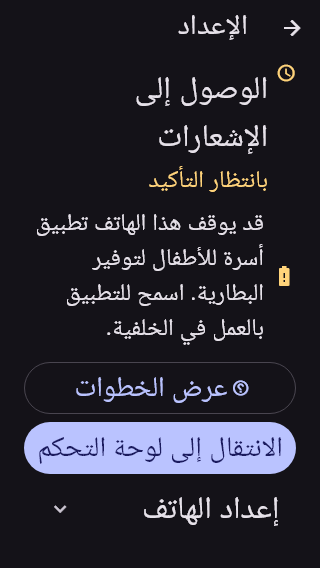 الإعداد
الوصول إلى
الإشعارات
بانتظار التأكيد
قد يوقف هذا الهاتف تطبيق
أسرة للأطفال لتوفير
البطارية. اسمح للتطبيق
بالعمل في الخلفية.
عرض الخطوات
الانتقال إلى لوحة التحكم
إعداد الهاتف